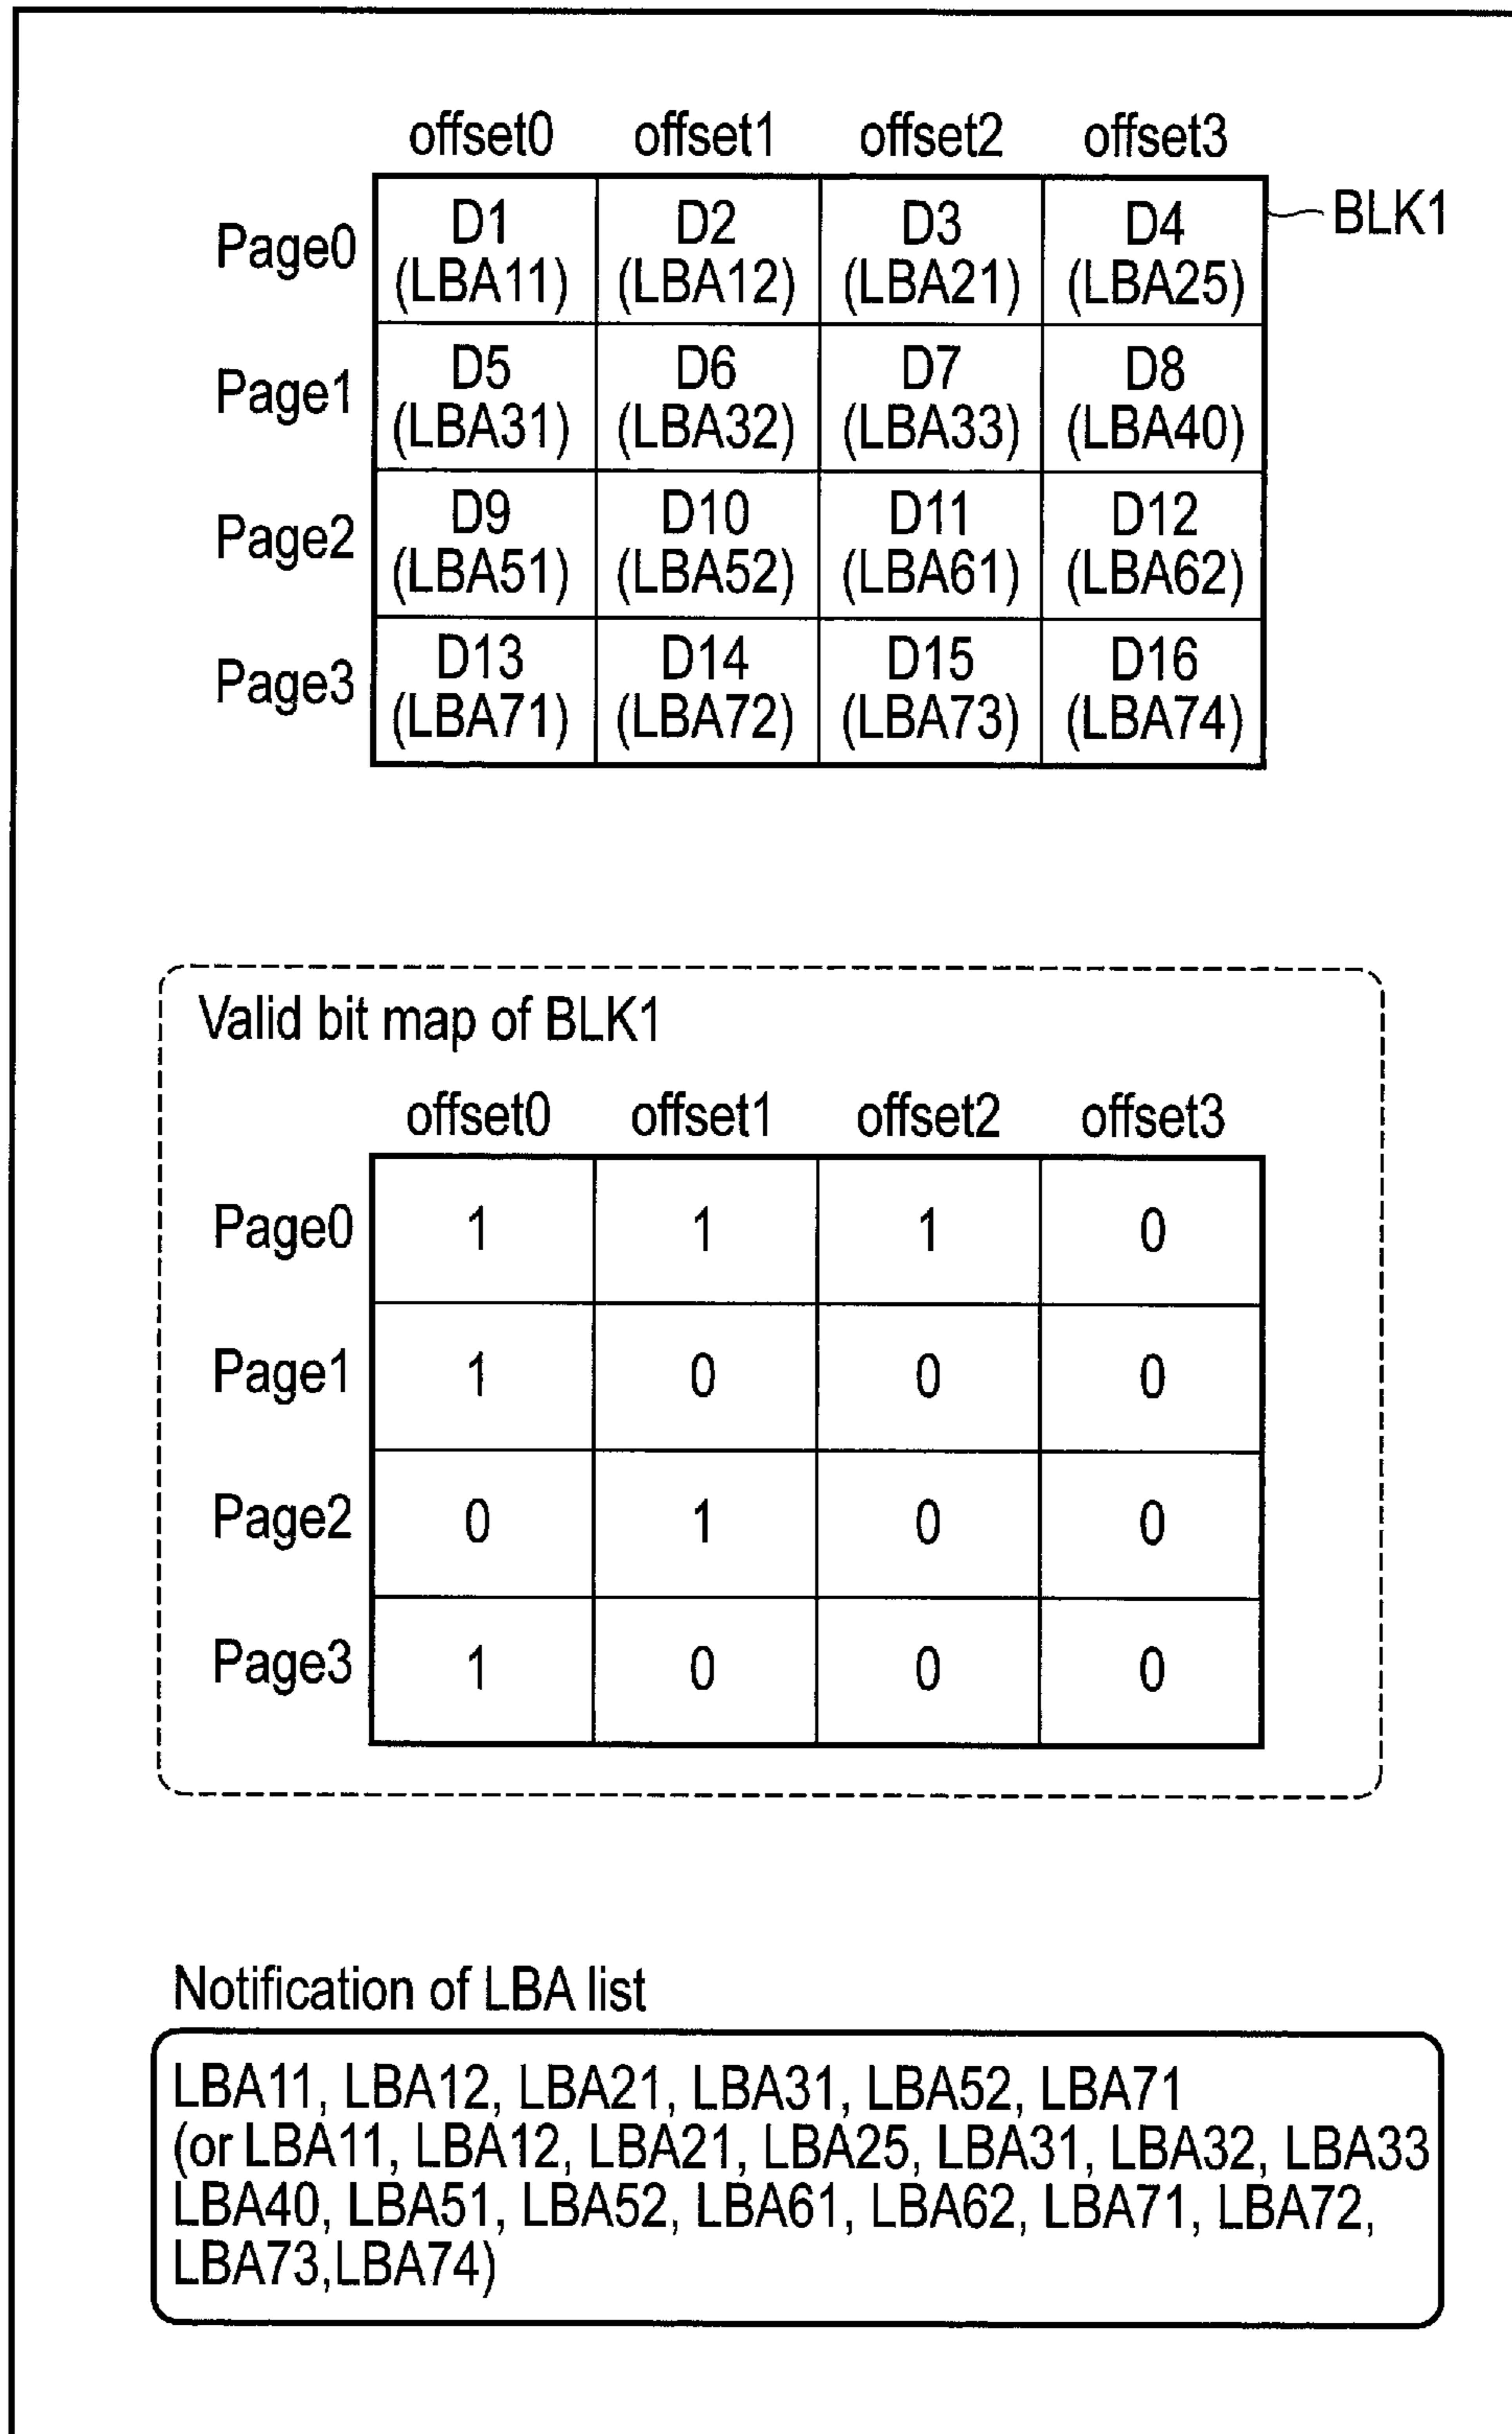 offset0 offset1 offset2 offset3
BLK1
Page0 D1 D2 D3 D4
(LBA11) (LBA12) (LBA21) (LBA25)
Page1 D5 D6 D7 D8
(LBA31) (LBA32) (LBA33) (LBA40)
Page2 D9 D10 D11 D12
(LBA51) (LBA52) (LBA61) (LBA62)
Page3 D13 D14 D15 D16
(LBA71) (LBA72) (LBA73) (LBA74)
Valid bit map of BLK1
offset0 offset1 offset2 offset3
Page0 1 1 1 0
Page1 1 0 0 0
Page2 0 1 0 0
Page3 1 0 0 0
Notification of LBA list
LBA11, LBA12, LBA21, LBA31, LBA52, LBA71
(or LBA11, LBA12, LBA21, LBA25, LBA31, LBA32, LBA33
LBA40, LBA51, LBA52, LBA61, LBA62, LBA71, LBA72,
LBA73,LBA74)